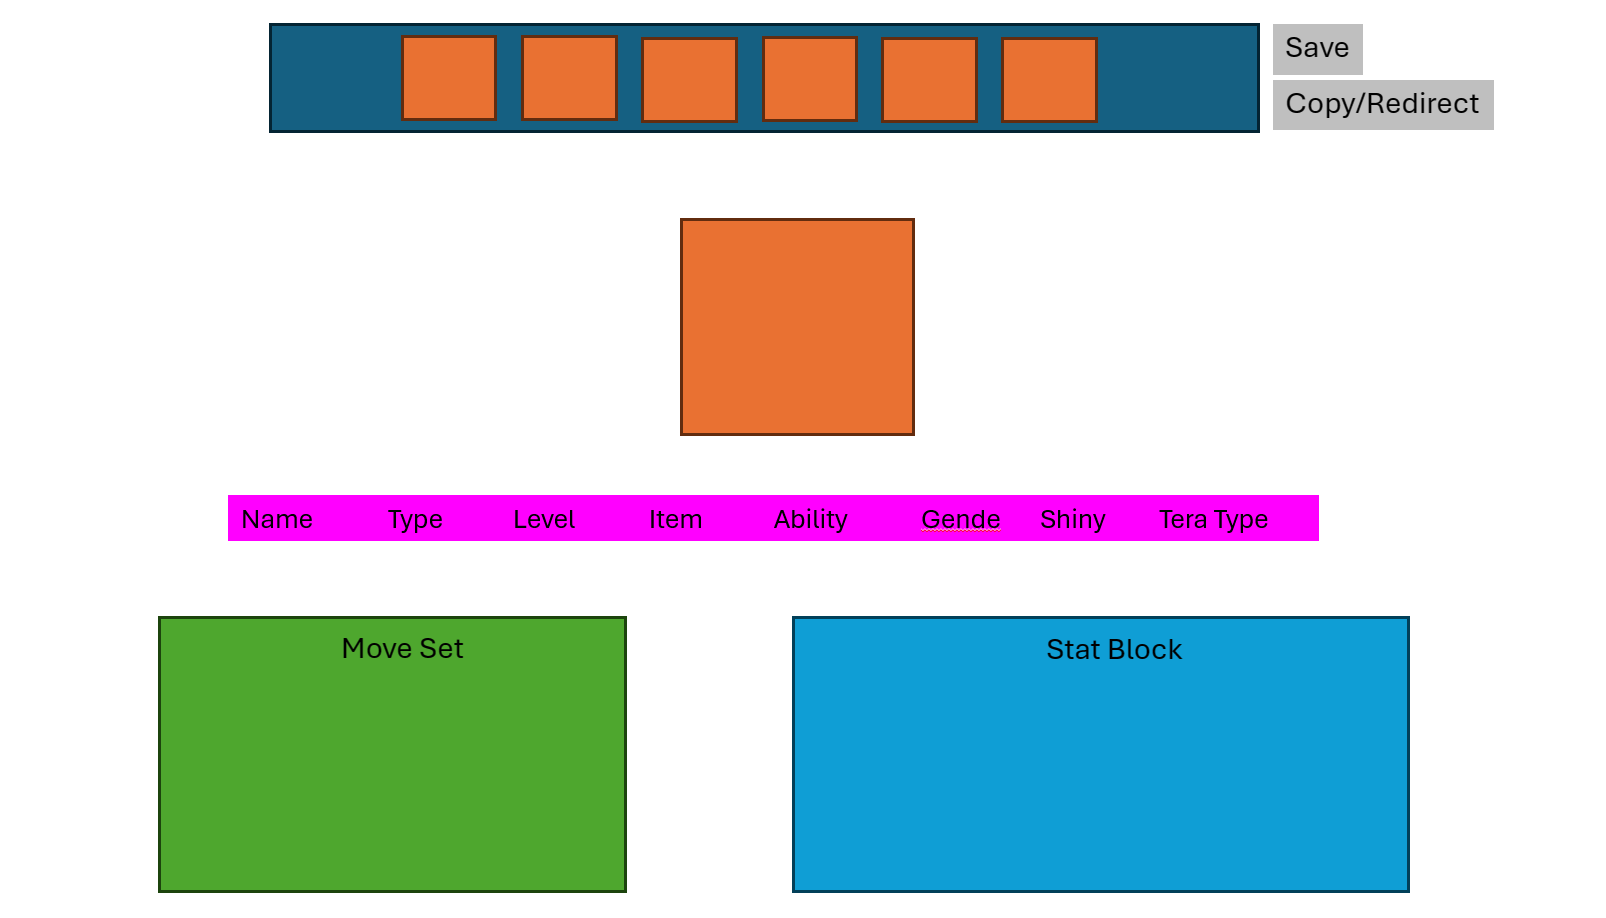 Save
Copy/Redirect
Name Type Level Item Ability Gende Shiny Tera Type
Move Set
Stat Block